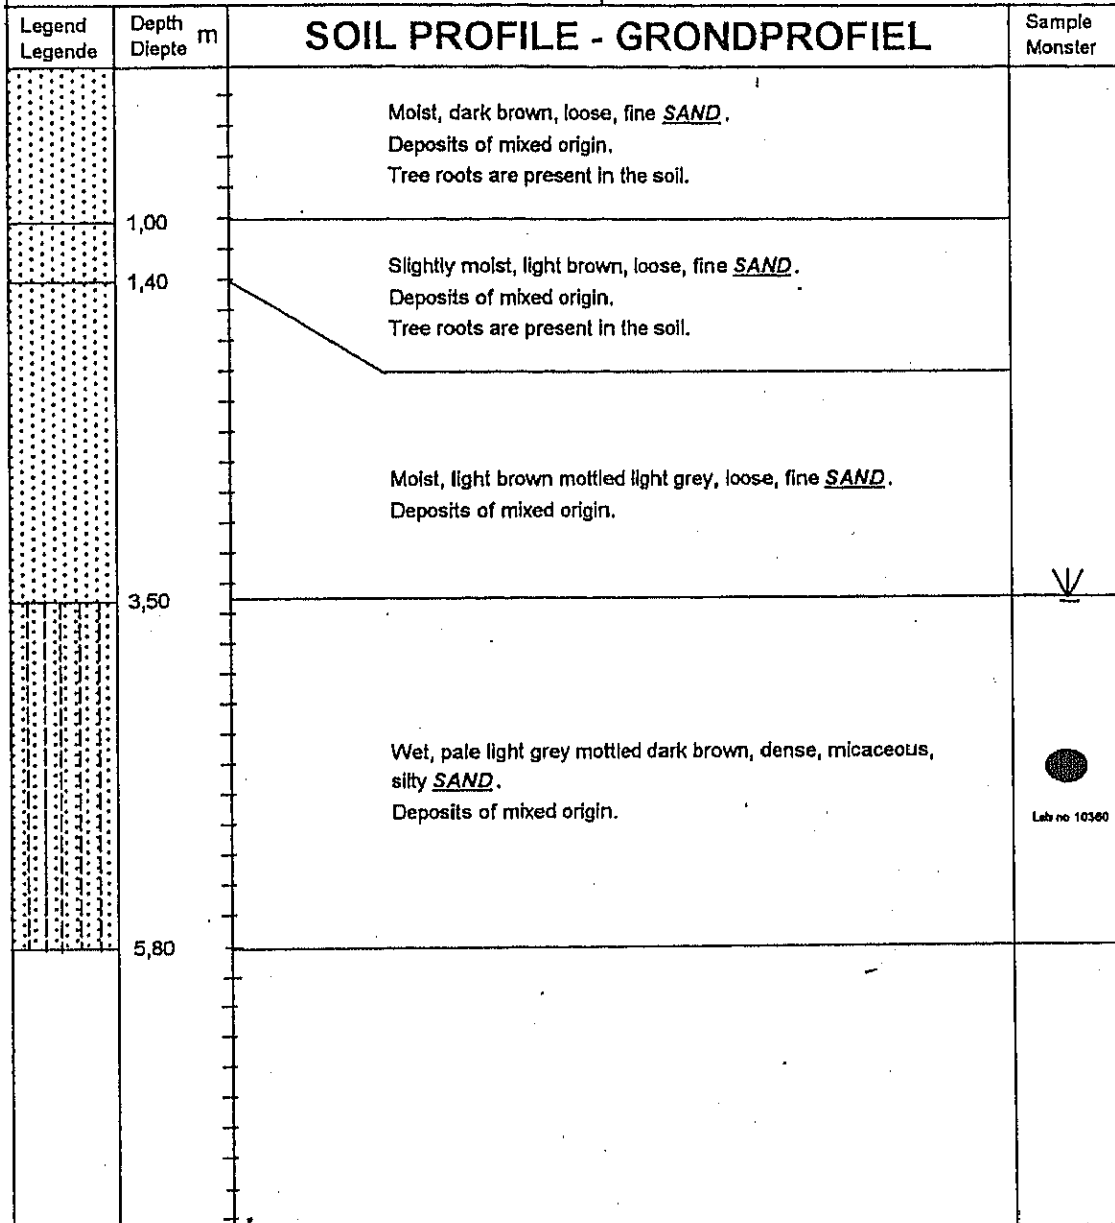 Legend
Legende
Depth
Diepte
m
SOIL PROFILE - GRONDPROFIEL
Sample
Monster
Moist, dark brown, loose, fine SAND.
Deposits of mixed origin.
Tree roots are present in the soil.
1,00
Slightly moist, light brown, loose, fine SAND.
1,40
Deposits of mixed origin.
Tree roots are present in the soil.
Moist, light brown mottled light grey, loose, fine SAND.
Deposits of mixed origin.
3,50
Wet, pale light grey mottled dark brown, dense, micaceous,
silty SAND.
Deposits of mixed origin.
Lab no 10360
5,80